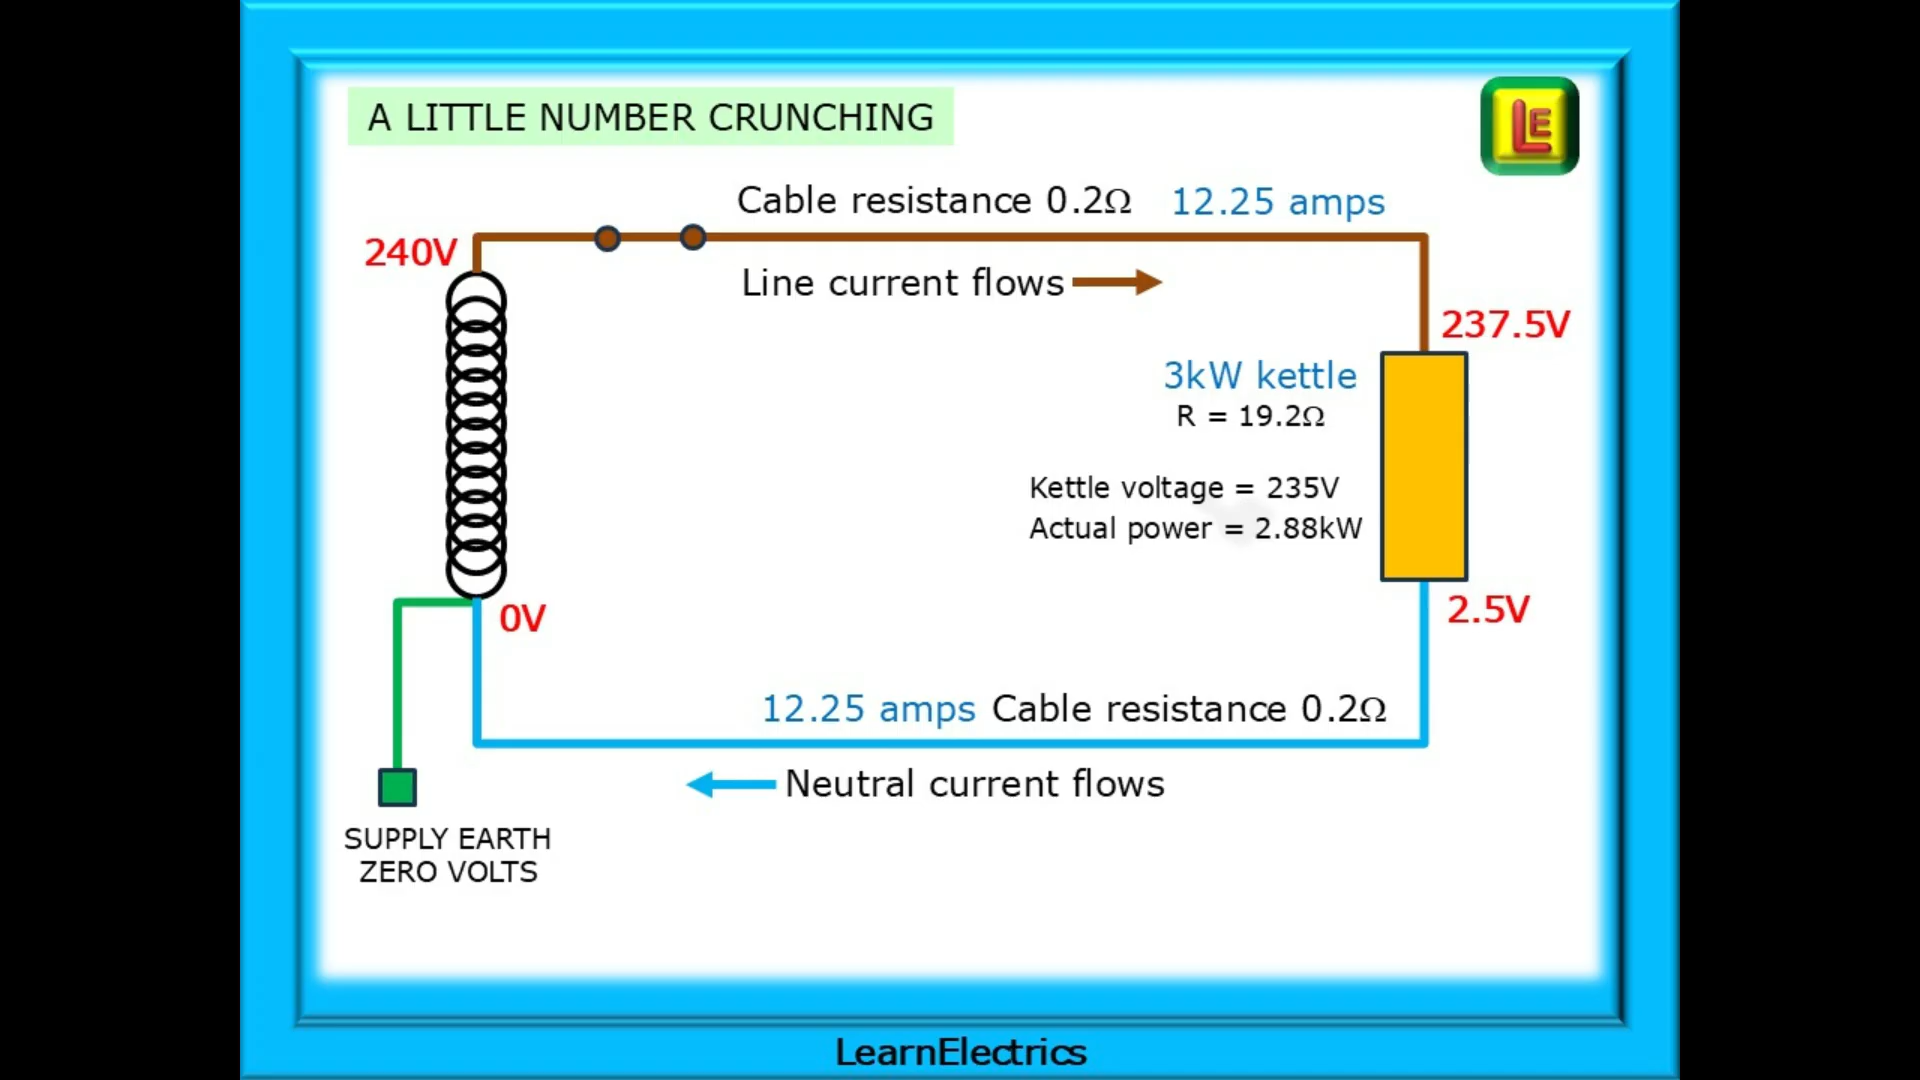 A LITTLE NUMBER CRUNCHING
LE
Cable resistance 0.2Ω 12.25 amps
240V
Line current flows
237.5V
3kW kettle
R = 19.2Ω
Kettle voltage = 235V
Actual power = 2.88kW
0V
2.5V
12.25 amps Cable resistance 0.2Ω
Neutral current flows
SUPPLY EARTH
ZERO VOLTS
LearnElectrics